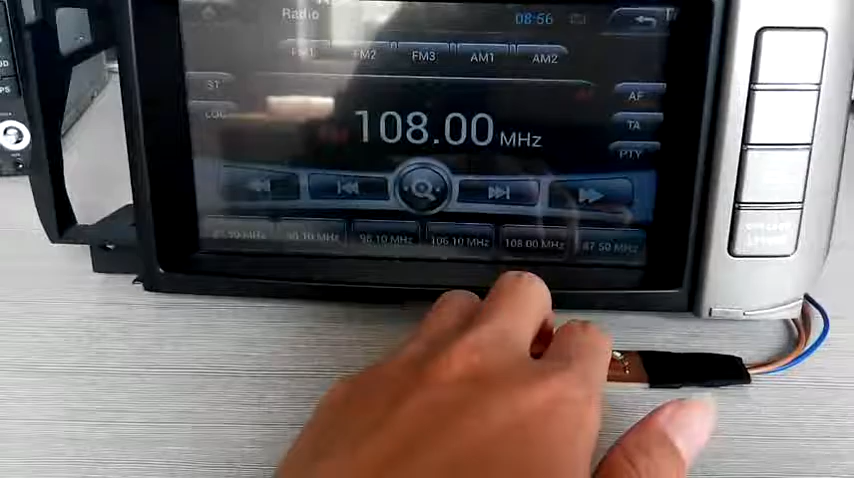 Radio 08:56
FM1 FM2 FM3 AM1 AM2
ST AF
LOC
108.00 MHz
TA
PTY
98.10 MHz 106.10 MHz 108.00 MHz 87.50 MHz